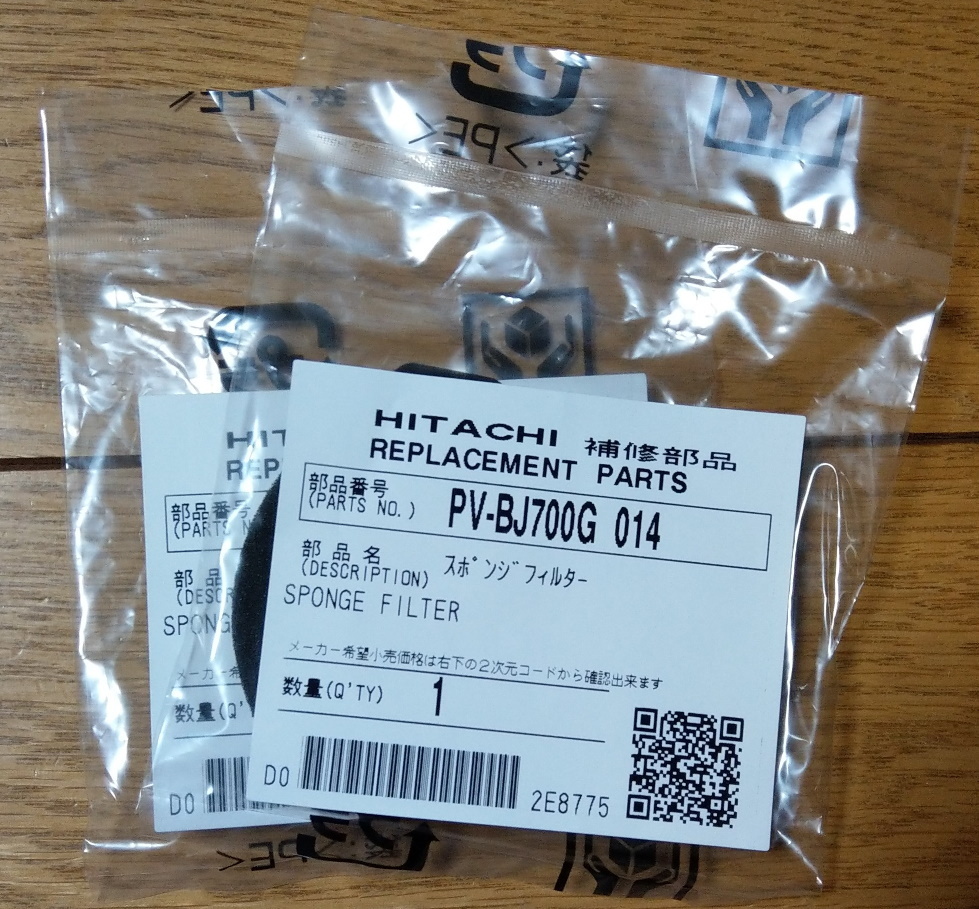 <PE>
袋・<PE>
HITACHI 補修部品
REPLACEMENT PARTS
部品番号
(PARTS NO.) PV-BJ700G 014
部品名 スポンジフィルター
(DESCRIPTION)
SPONGE FILTER
メーカー希望小売価格は右下の2次元コードから確認出来ます
数量(Q'TY) 1
D0 2E8775
HIT
REP
部品番号
(PARTS N
部品
(DESCR
SPONG
メーカー希
数量(Q'
D0
<PE